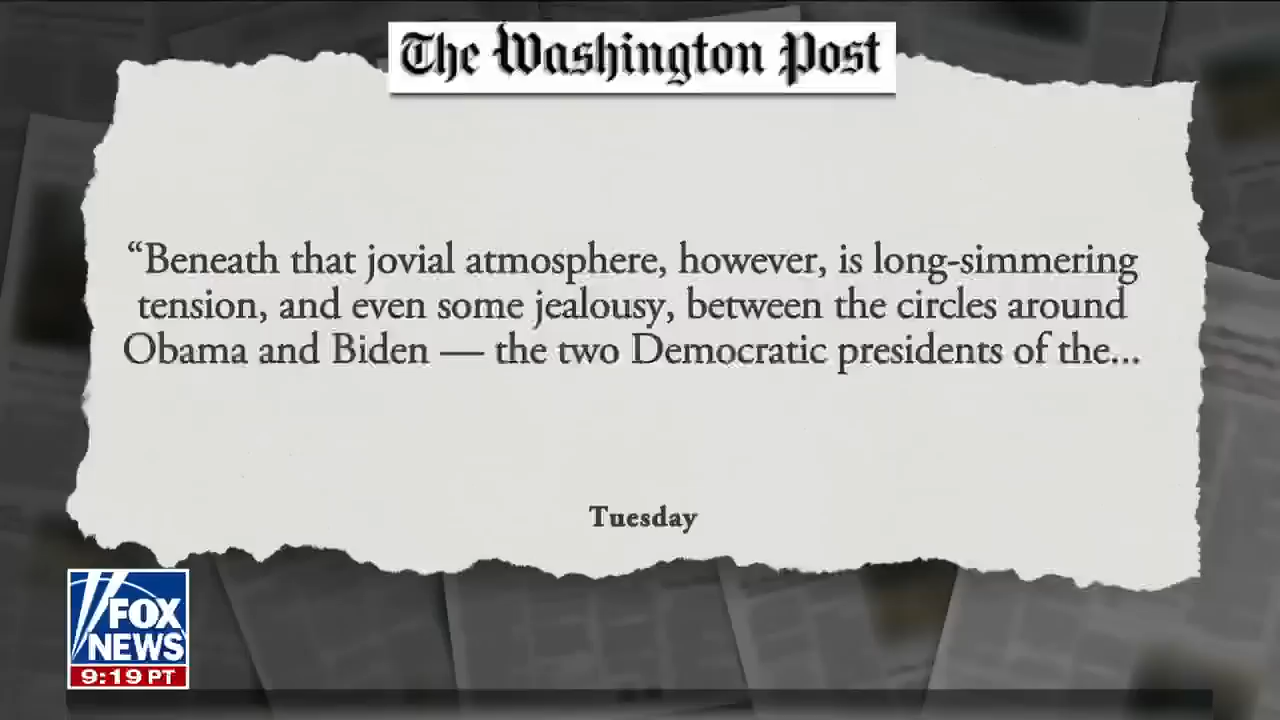 The Washington Post
“Beneath that jovial atmosphere, however, is long-simmering
tension, and even some jealousy, between the circles around
Obama and Biden — the two Democratic presidents of the...
Tuesday
FOX
NEWS
9:19 PT